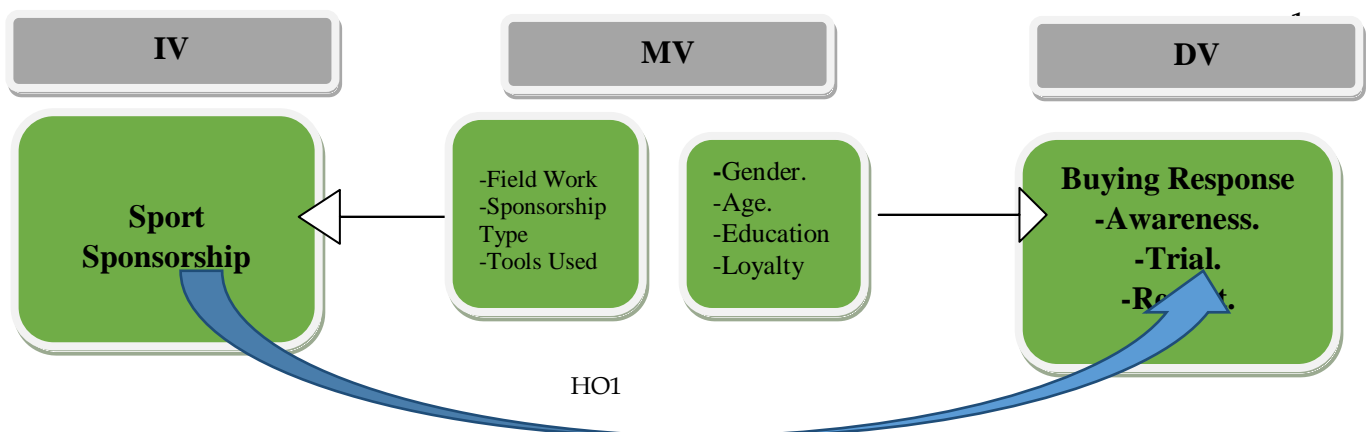 IV
MV
DV
Sport
Sponsorship
-Field Work
-Sponsorship
Type
-Tools Used
-Gender.
-Age.
-Education
-Loyalty
Buying Response
-Awareness.
-Trial.
HO1